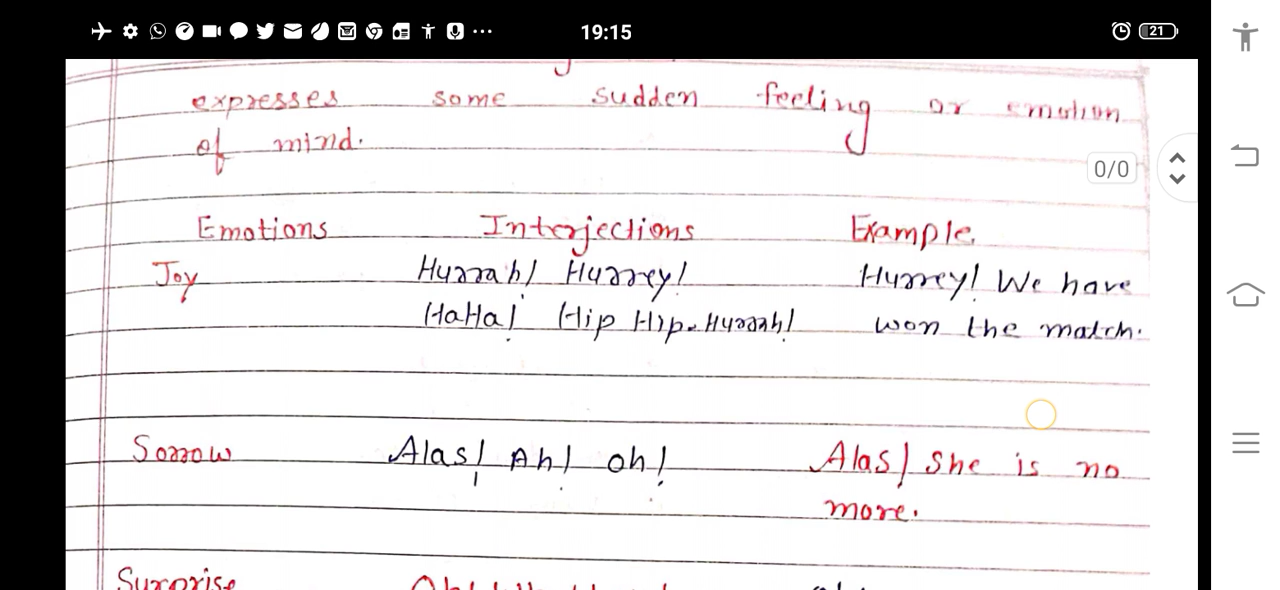 19:15
21
expresses some sudden feeling or emotion
of mind.
0/0
Emotions Interjections Example
Joy Hurrah! Hurrey! Hurrey! We have
HaHa! Hip Hip-Hurrah! won the match.
Sorrow Alas! Ah! oh! Alas! She is no
more.
Surprise